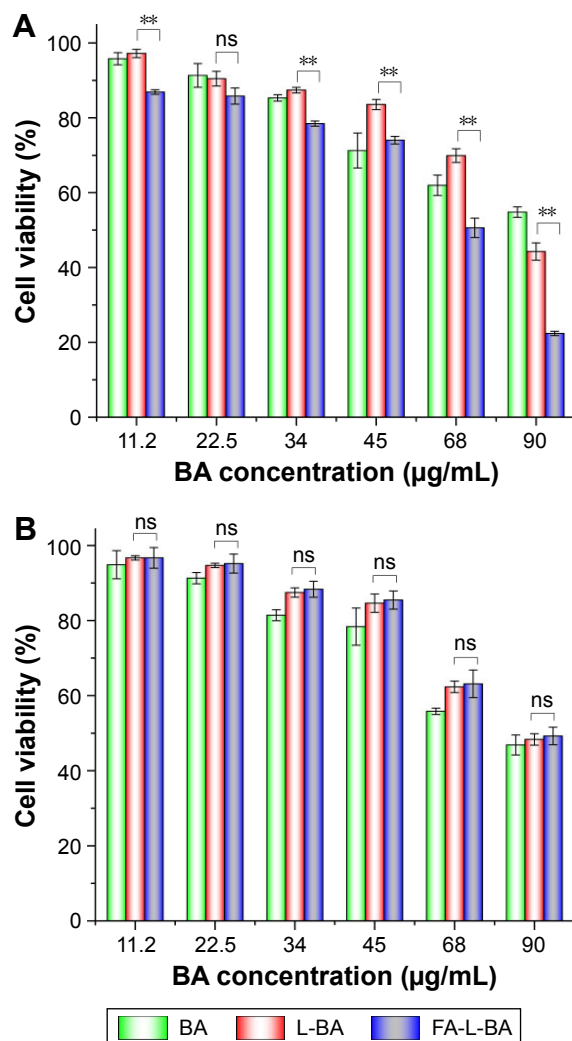 A
Cell viability (%)
100
80
60
40
20
0
**
ns
**
**
**
**
11.2 22.5 34 45 68 90
BA concentration (µg/mL)
B
Cell viability (%)
100
80
60
40
20
0
ns
ns
ns
ns
ns
ns
11.2 22.5 34 45 68 90
BA concentration (µg/mL)
BA L-BA FA-L-BA